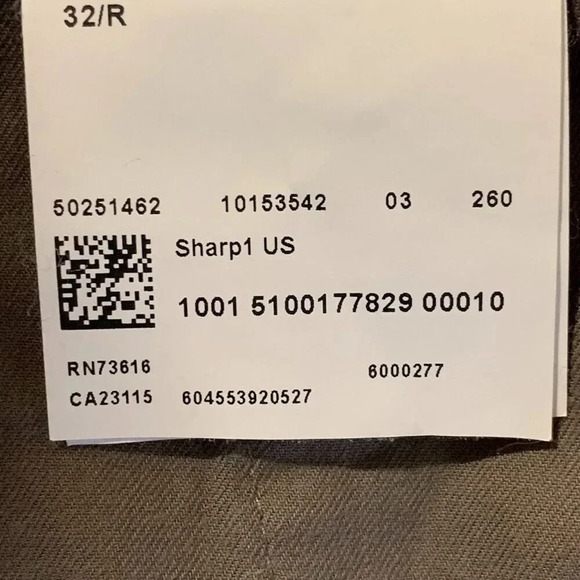 32/R
50251462 10153542 03 260
Sharp1 US
1001 5100177829 00010
RN73616 6000277
CA23115 604553920527